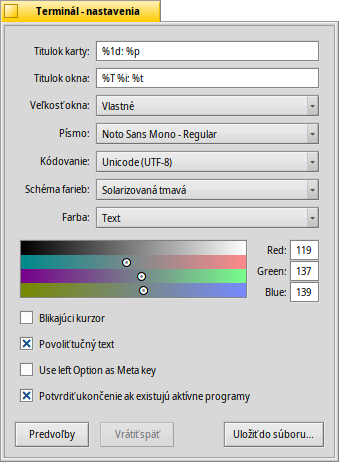 Terminál - nastavenia
Titulok karty: %1d: %p
Titulok okna: %T %i: %t
Veľkosť okna: Vlastné
Písmo: Noto Sans Mono - Regular
Kódovanie: Unicode (UTF-8)
Schéma farieb: Solarizovaná tmavá
Farba: Text
Red: 119
Green: 137
Blue: 139
Blikajúci kurzor
Povoliť tučný text
Use left Option as Meta key
Potvrdiť ukončenie ak existujú aktívne programy
Predvoľby Vrátiť späť Uložiť do súboru...